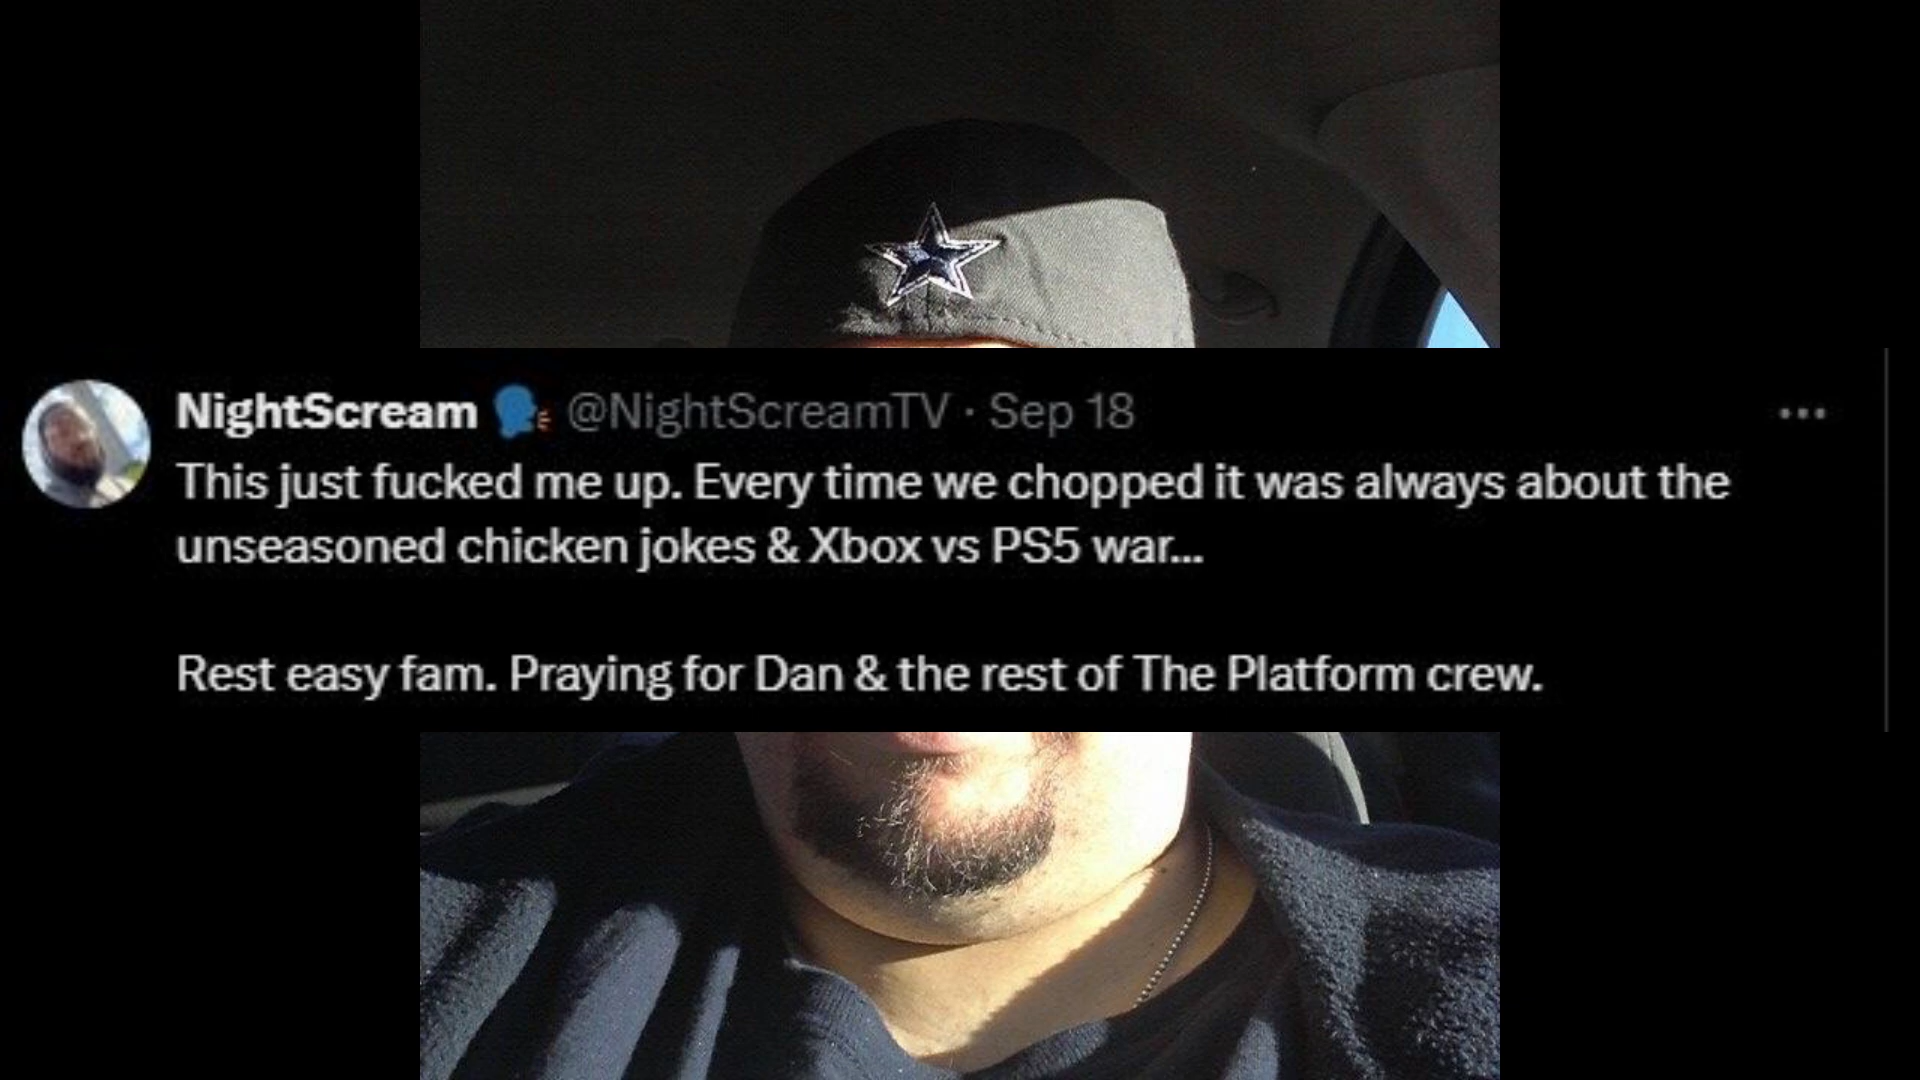 NightScream 🗣 @NightScreamTV · Sep 18
This just fucked me up. Every time we chopped it was always about the
unseasoned chicken jokes & Xbox vs PS5 war...
Rest easy fam. Praying for Dan & the rest of The Platform crew.